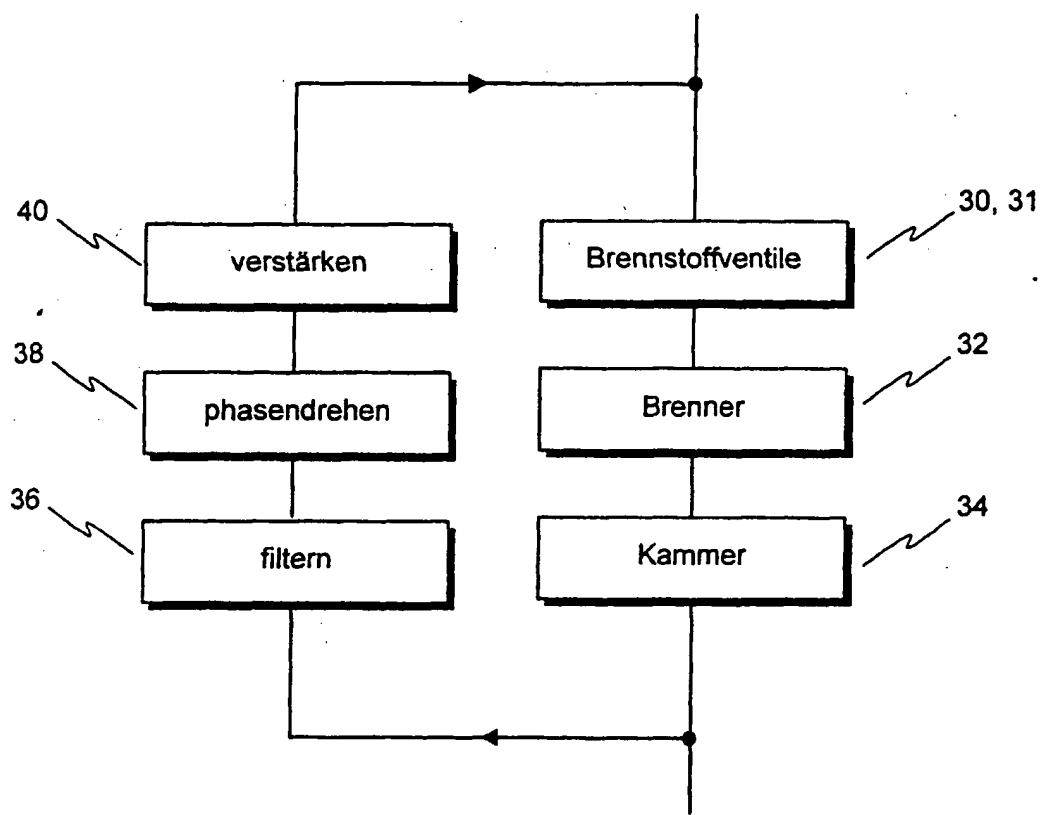 40
verstärken
Brennstoffventile
30, 31
38
phasendrehen
Brenner
32
36
filtern
Kammer
34